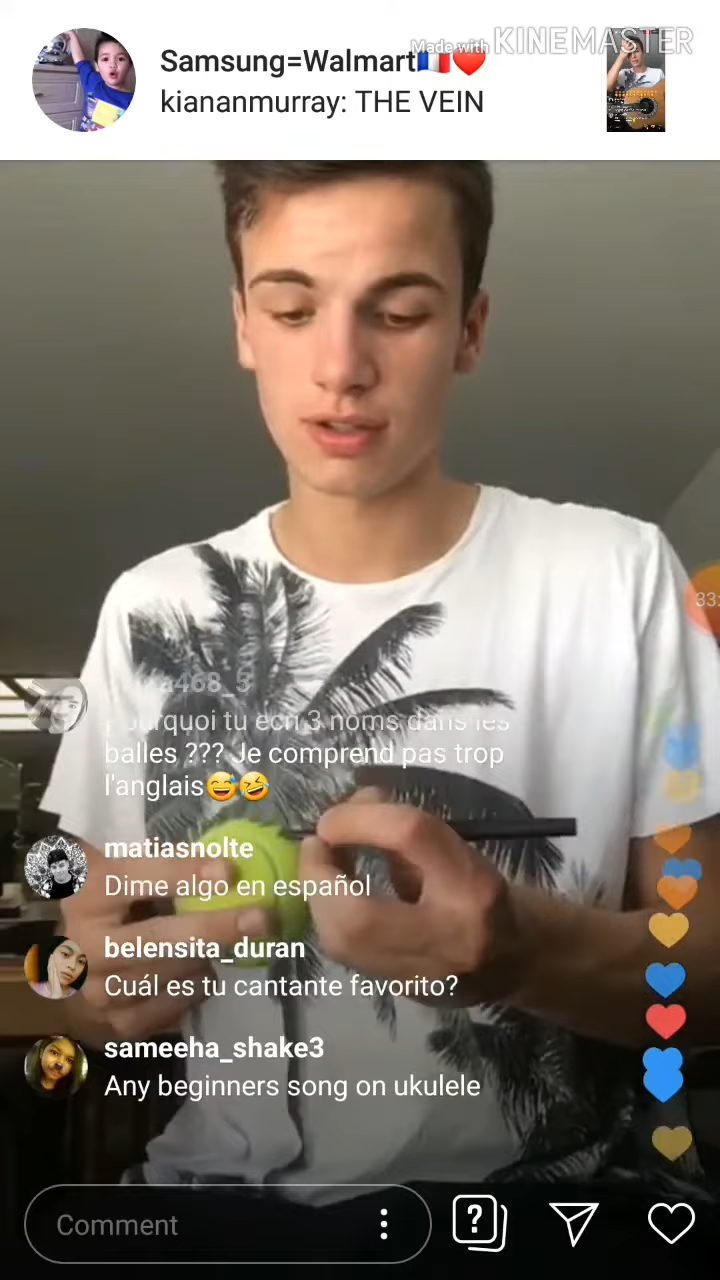 Samsung=Walmart🇫🇷❤️
Made with KINEMASTER
kiananmurray: THE VEIN
a468_5
Pourquoi tu ecri 3 noms dans les
balles ??? Je comprend pas trop
l'anglais😅🤣
matiasnolte
Dime algo en español
belensita_duran
Cuál es tu cantante favorito?
sameeha_shake3
Any beginners song on ukulele
Comment
?